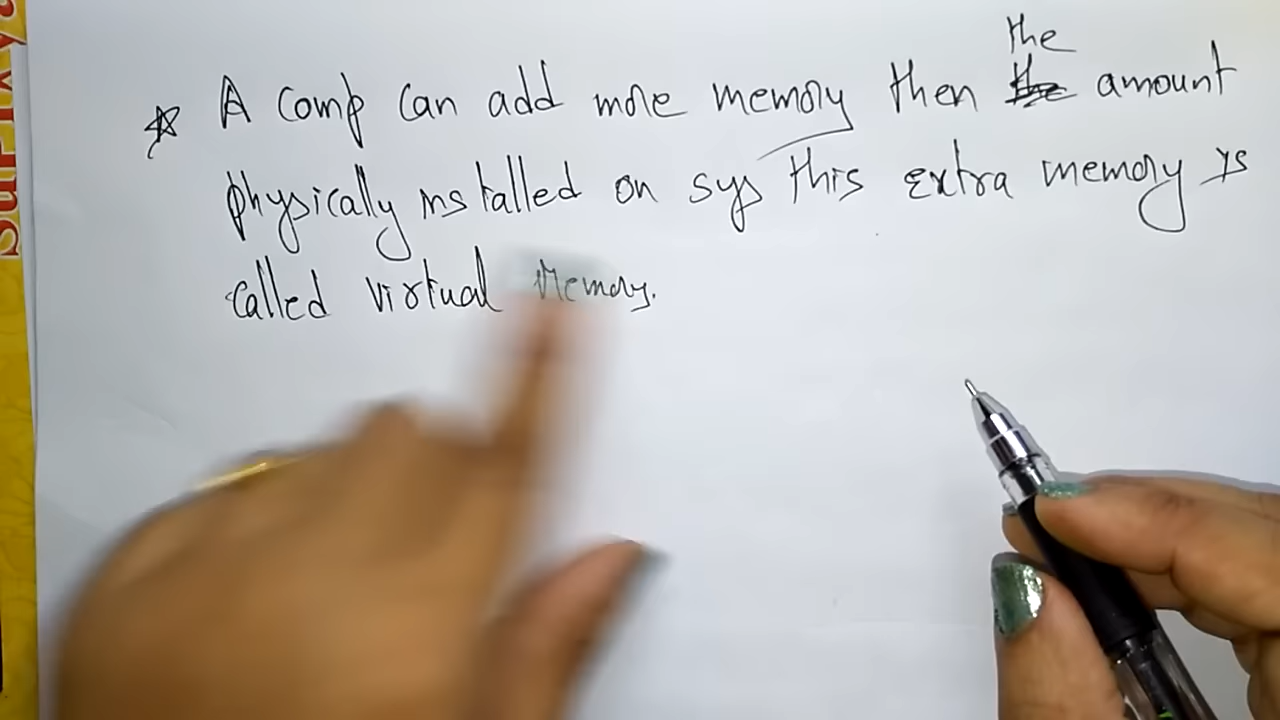 the
☆ A comp can add more memory then the amount
physically installed on sys this extra memory is
called virtual Memory.